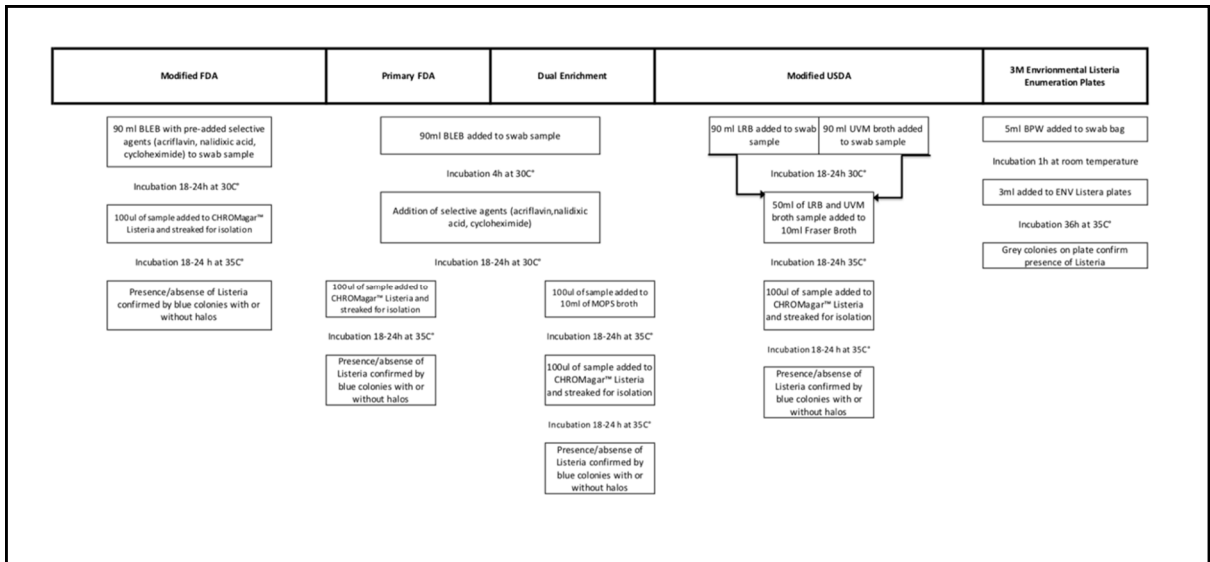 Modified FDA
Primary FDA
Dual Enrichment
Modified USDA
3M Envrionmental Listeria
Enumeration Plates
90 ml BLEB with pre-added selective
agents (acriflavin, nalidixic acid,
cycloheximide) to swab sample
Incubation 18-24h at 30C°
100ul of sample added to CHROMagar™
Listeria and streaked for isolation
Incubation 18-24 h at 35C°
Presence/absense of Listeria
confirmed by blue colonies with or
without halos
90ml BLEB added to swab sample
Incubation 4h at 30C°
Addition of selective agents (acriflavin,nalidixic
acid, cycloheximide)
Incubation 18-24h at 30C°
100ul of sample added to
CHROMagar™ Listeria and
streaked for isolation
Incubation 18-24h at 35C°
Presence/absense of
Listeria confirmed by
blue colonies with or
without halos
100ul of sample added to
10ml of MOPS broth
Incubation 18-24h at 35C°
100ul of sample added to
CHROMagar™ Listeria
and streaked for isolation
Incubation 18-24 h at 35C°
Presence/absense of
Listeria confirmed by
blue colonies with or
without halos
90 ml LRB added to swab
sample
90 ml UVM broth added
to swab sample
Incubation 18-24h 30C°
50ml of LRB and UVM
broth sample added to
10ml Fraser Broth
Incubation 18-24h 35C°
100ul of sample added to
CHROMagar™ Listeria
and streaked for isolation
Incubation 18-24 h at 35C°
Presence/absense of
Listeria confirmed by
blue colonies with or
without halos
5ml BPW added to swab bag
Incubation 1h at room temperature
3ml added to ENV Listera plates
Incubation 36h at 35C°
Grey colonies on plate confirm
presence of Listeria